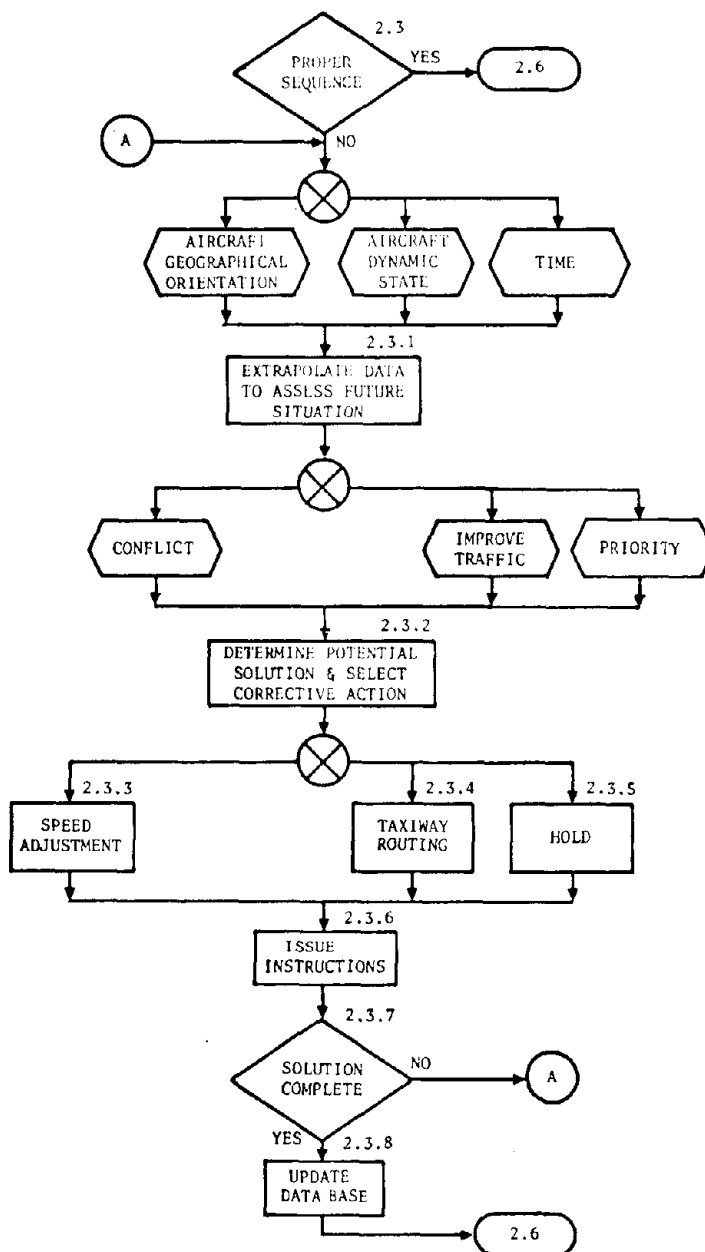 2.3
PROPER
SEQUENCE
YES
2.6
A
NO
AIRCRAFT
GEOGRAPHICAL
ORIENTATION
AIRCRAFT
DYNAMIC
STATE
TIME
2.3.1
EXTRAPOLATE DATA
TO ASSESS FUTURE
SITUATION
CONFLICT
IMPROVE
TRAFFIC
PRIORITY
2.3.2
DETERMINE POTENTIAL
SOLUTION & SELECT
CORRECTIVE ACTION
2.3.3
SPEED
ADJUSTMENT
2.3.4
TAXIWAY
ROUTING
2.3.5
HOLD
2.3.6
ISSUE
INSTRUCTIONS
2.3.7
SOLUTION
COMPLETE
NO
A
YES
2.3.8
UPDATE
DATA BASE
2.6